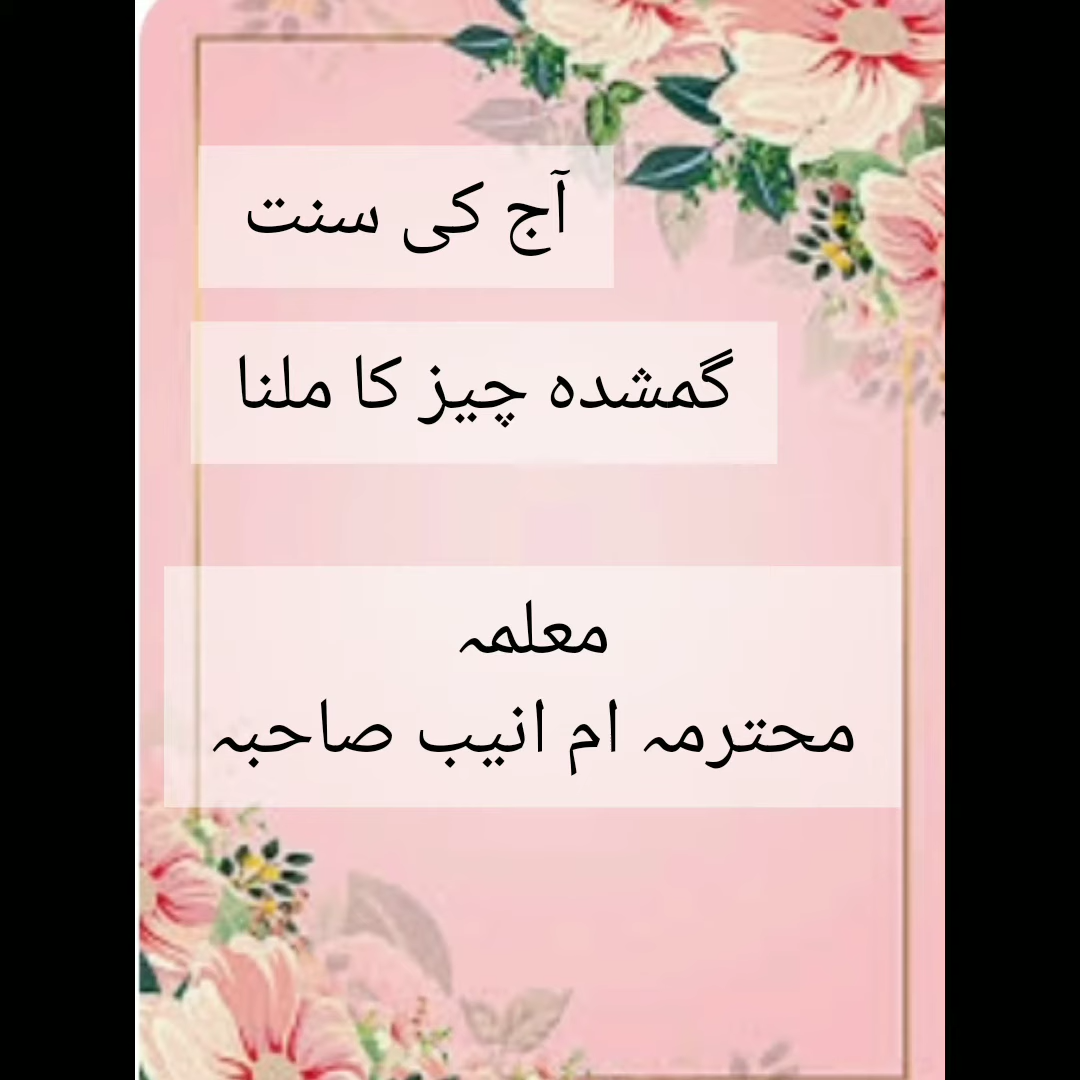 آج کی سنت
گمشدہ چیز کا ملنا
معلمہ
محترمہ ام انیب صاحبہ